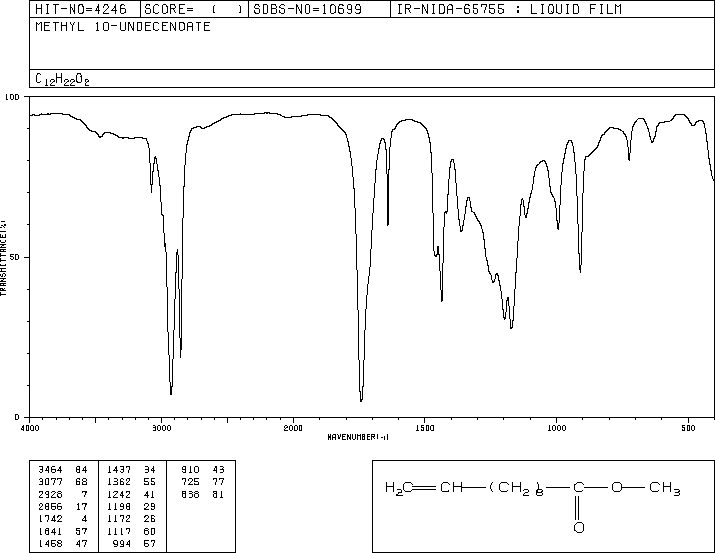 HIT-NO=4246 SCORE= ( ) SDBS-NO=10699 IR-NIDA-65755 : LIQUID FILM
METHYL 10-UNDECENOATE
C12H22O2
100
50
0
TRANSMITTANCE(%)
4000 3000 2000 1500 1000 500
WAVENUMBER(-1)
3464 84 1437 34 910 43
3077 68 1362 55 725 77
2928 7 1242 41 638 81
2856 17 1198 29
1742 4 1172 26
1641 57 1117 60
1458 47 994 57
H2C CH (CH2)8 C O CH3
O